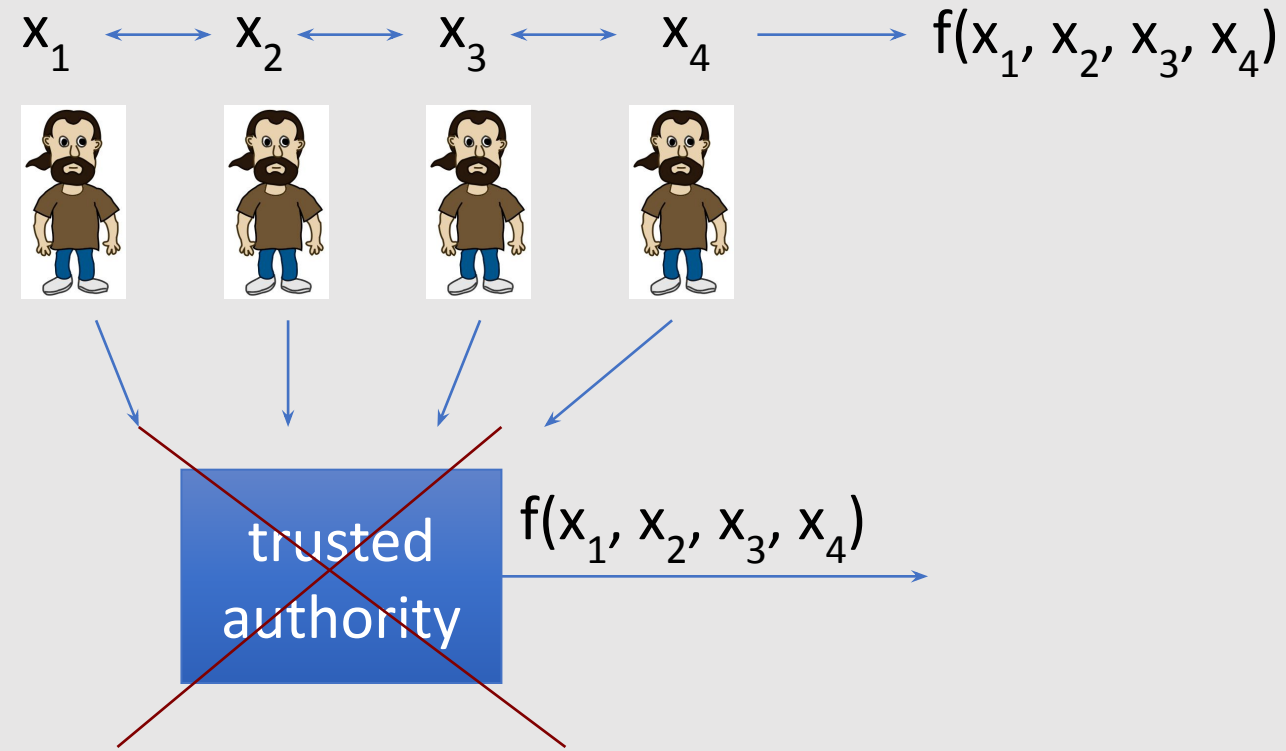 x₁ x₂ x₃ x₄ f(x₁, x₂, x₃, x₄)
f(x₁, x₂, x₃, x₄)
trusted
authority